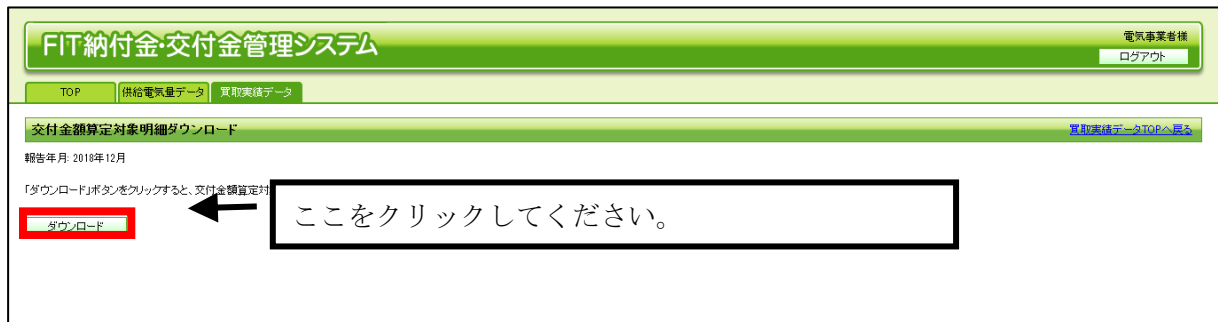 FIT納付金・交付金管理システム
電気事業者様
ログアウト
TOP
供給電気量データ
買取実績データ
交付金額算定対象明細ダウンロード
買取実績データTOPへ戻る
報告年月: 2018年12月
「ダウンロード」ボタンをクリックすると、交付金額算定対
ここをクリックしてください。
ダウンロード